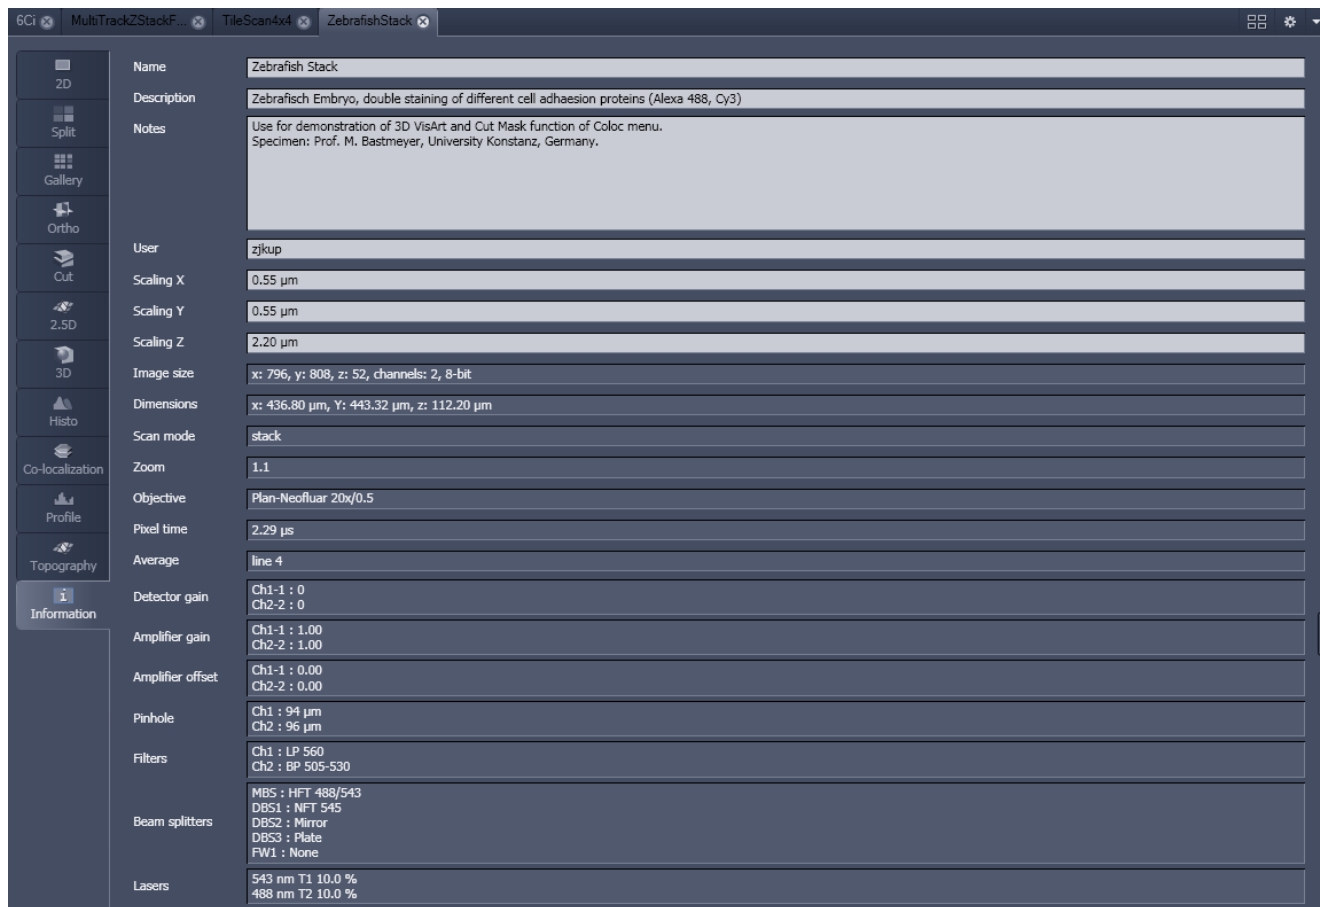 6Ci MultiTrackZStackF... TileScan4x4 ZebrafishStack
2D
Split
Gallery
Ortho
Cut
2.5D
3D
Histo
Co-localization
Profile
Topography
i
Information
Name Zebrafish Stack
Description Zebrafisch Embryo, double staining of different cell adhaesion proteins (Alexa 488, Cy3)
Notes Use for demonstration of 3D VisArt and Cut Mask function of Coloc menu.
Specimen: Prof. M. Bastmeyer, University Konstanz, Germany.
User zjkup
Scaling X 0.55 µm
Scaling Y 0.55 µm
Scaling Z 2.20 µm
Image size x: 796, y: 808, z: 52, channels: 2, 8-bit
Dimensions x: 436.80 µm, Y: 443.32 µm, z: 112.20 µm
Scan mode stack
Zoom 1.1
Objective Plan-Neofluar 20x/0.5
Pixel time 2.29 µs
Average line 4
Detector gain Ch1-1 : 0
Ch2-2 : 0
Amplifier gain Ch1-1 : 1.00
Ch2-2 : 1.00
Amplifier offset Ch1-1 : 0.00
Ch2-2 : 0.00
Pinhole Ch1 : 94 µm
Ch2 : 96 µm
Filters Ch1 : LP 560
Ch2 : BP 505-530
Beam splitters MBS : HFT 488/543
DBS1 : NFT 545
DBS2 : Mirror
DBS3 : Plate
FW1 : None
Lasers 543 nm T1 10.0 %
488 nm T2 10.0 %